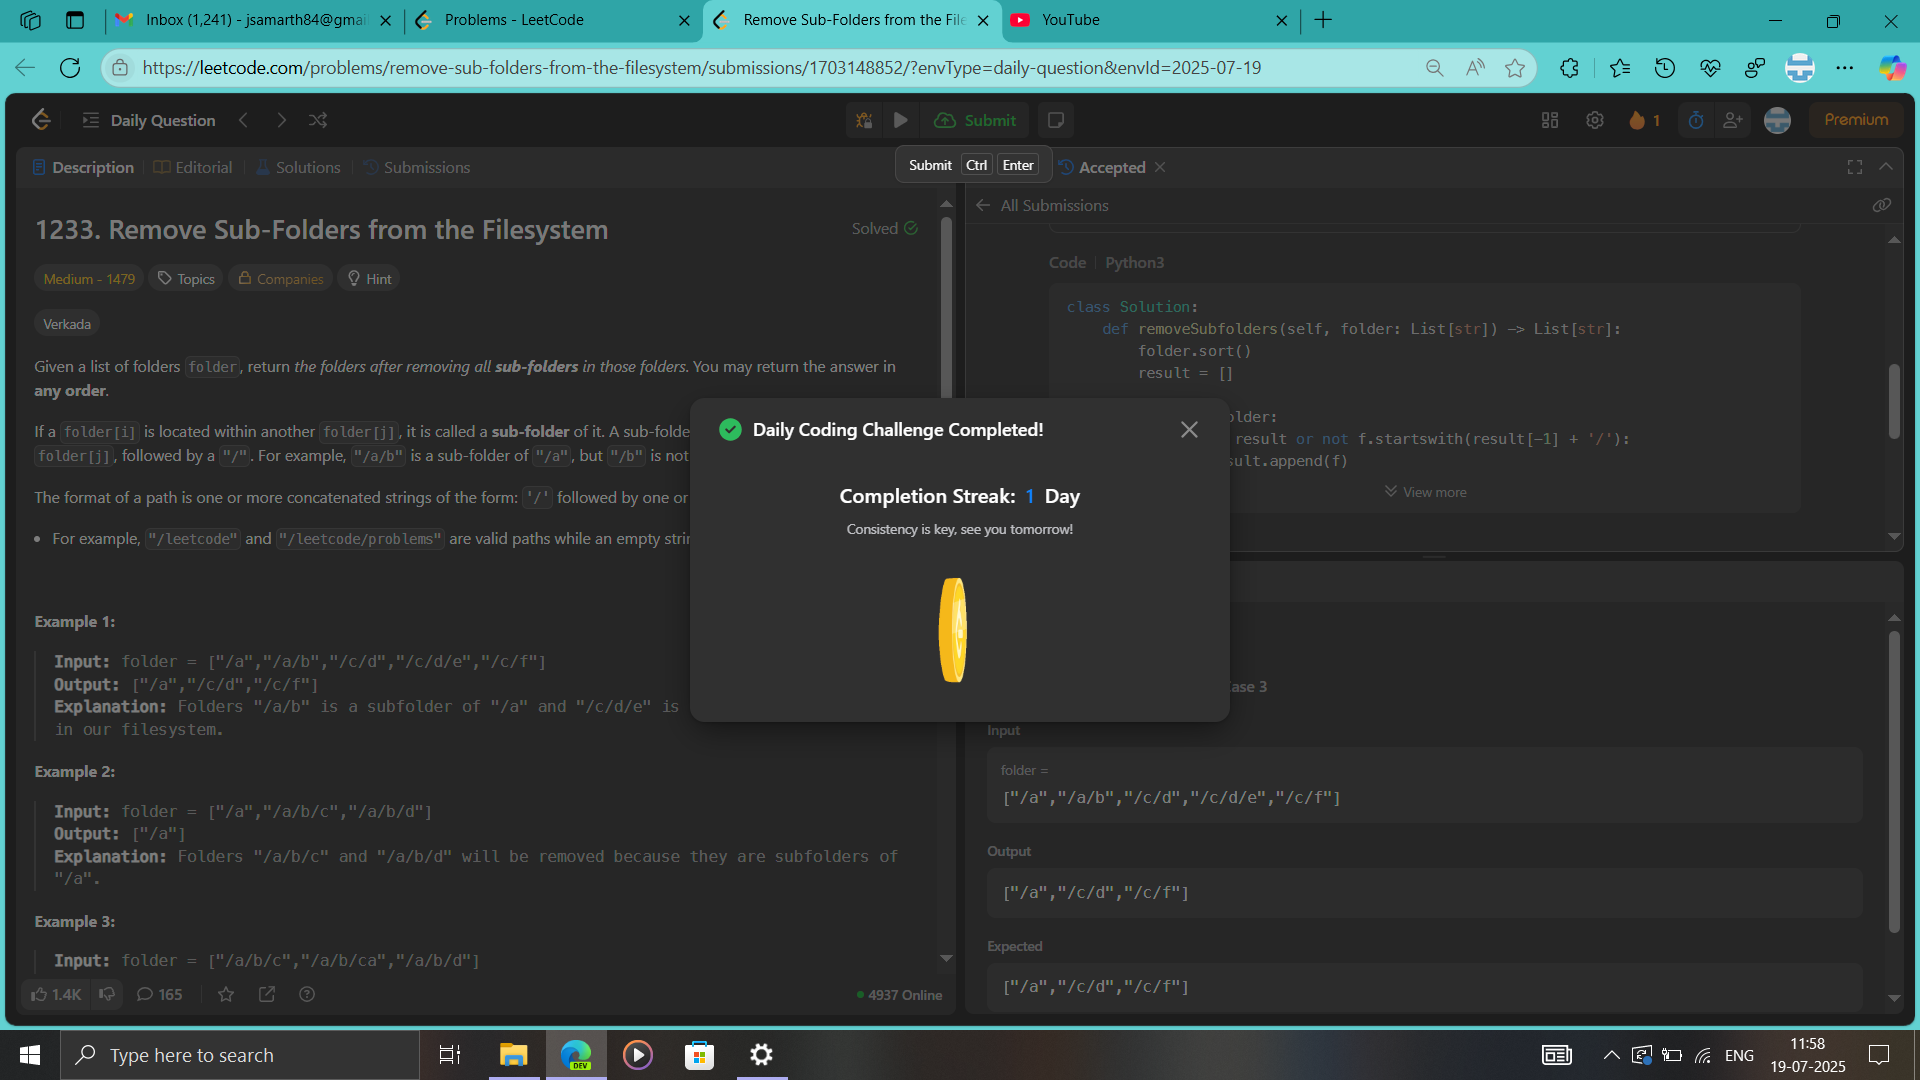 Inbox (1,241) - jsamarth84@gmai
Problems - LeetCode
Remove Sub-Folders from the File
YouTube
https://leetcode.com/problems/remove-sub-folders-from-the-filesystem/submissions/1703148852/?envType=daily-question&envId=2025-07-19
Daily Question
Submit
1
Premium
Description
Editorial
Solutions
Submissions
Submit Ctrl Enter
Accepted
All Submissions
1233. Remove Sub-Folders from the Filesystem
Solved
Medium - 1479
Topics
Companies
Hint
Verkada
Given a list of folders folder, return the folders after removing all sub-folders in those folders. You may return the answer in
any order.
If a folder[i] is located within another folder[j], it is called a sub-folder of it. A sub-folde
folder[j], followed by a "/". For example, "/a/b" is a sub-folder of "/a", but "/b" is not
The format of a path is one or more concatenated strings of the form: '/' followed by one or
• For example, "/leetcode" and "/leetcode/problems" are valid paths while an empty strin
Example 1:
Input: folder = ["/a","/a/b","/c/d","/c/d/e","/c/f"]
Output: ["/a","/c/d","/c/f"]
Explanation: Folders "/a/b" is a subfolder of "/a" and "/c/d/e" is
in our filesystem.
Example 2:
Input: folder = ["/a","/a/b/c","/a/b/d"]
Output: ["/a"]
Explanation: Folders "/a/b/c" and "/a/b/d" will be removed because they are subfolders of
"/a".
Example 3:
Input: folder = ["/a/b/c","/a/b/ca","/a/b/d"]
1.4K
165
4937 Online
Code | Python3
class Solution:
def removeSubfolders(self, folder: List[str]) -> List[str]:
folder.sort()
result = []
older:
result or not f.startswith(result[-1] + '/'):
sult.append(f)
View more
Daily Coding Challenge Completed!
Completion Streak: 1 Day
Consistency is key, see you tomorrow!
ase 3
Input
folder =
["/a","/a/b","/c/d","/c/d/e","/c/f"]
Output
["/a","/c/d","/c/f"]
Expected
["/a","/c/d","/c/f"]
Type here to search
DEV
ENG
11:58
19-07-2025